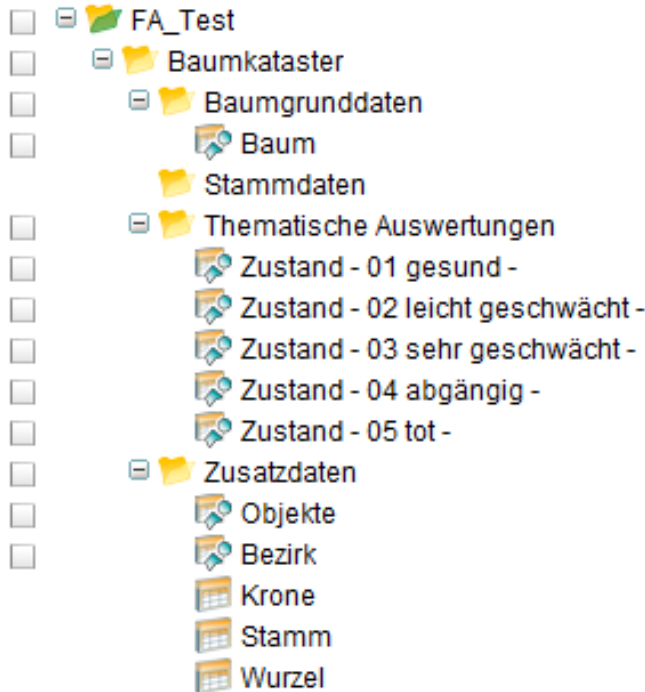 FA_Test
Baumkataster
Baumgrunddaten
Baum
Stammdaten
Thematische Auswertungen
Zustand - 01 gesund -
Zustand - 02 leicht geschwächt -
Zustand - 03 sehr geschwächt -
Zustand - 04 abgängig -
Zustand - 05 tot -
Zusatzdaten
Objekte
Bezirk
Krone
Stamm
Wurzel